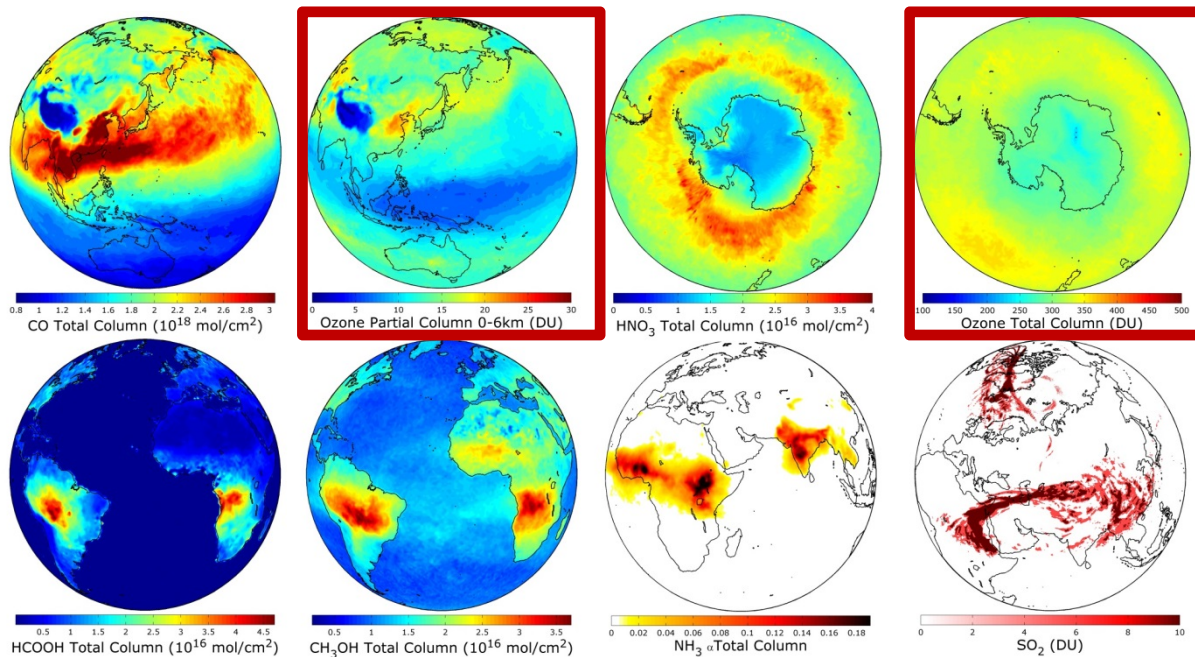 0.8 1 1.2 1.4 1.6 1.8 2 2.2 2.4 2.6 2.8 3
CO Total Column (10¹⁸ mol/cm²)
0 5 10 15 20 25 30
Ozone Partial Column 0-6km (DU)
1 1.5 2 2.5 3 3.5 4
HNO₃ Total Column (10¹⁶ mol/cm²)
100 150 200 250 300 350 400 450 500
Ozone Total Column (DU)
0.5 1 1.5 2 2.5 3 3.5 4 4.5
HCOOH Total Column (10¹⁶ mol/cm²)
0.5 1 1.5 2 2.5 3 3.5
CH₃OH Total Column (10¹⁶ mol/cm²)
0 0.02 0.04 0.06 0.08 0.10 0.12 0.14 0.16 0.18
NH₃ αTotal Column
0 2 4 6 8 10
SO₂ (DU)